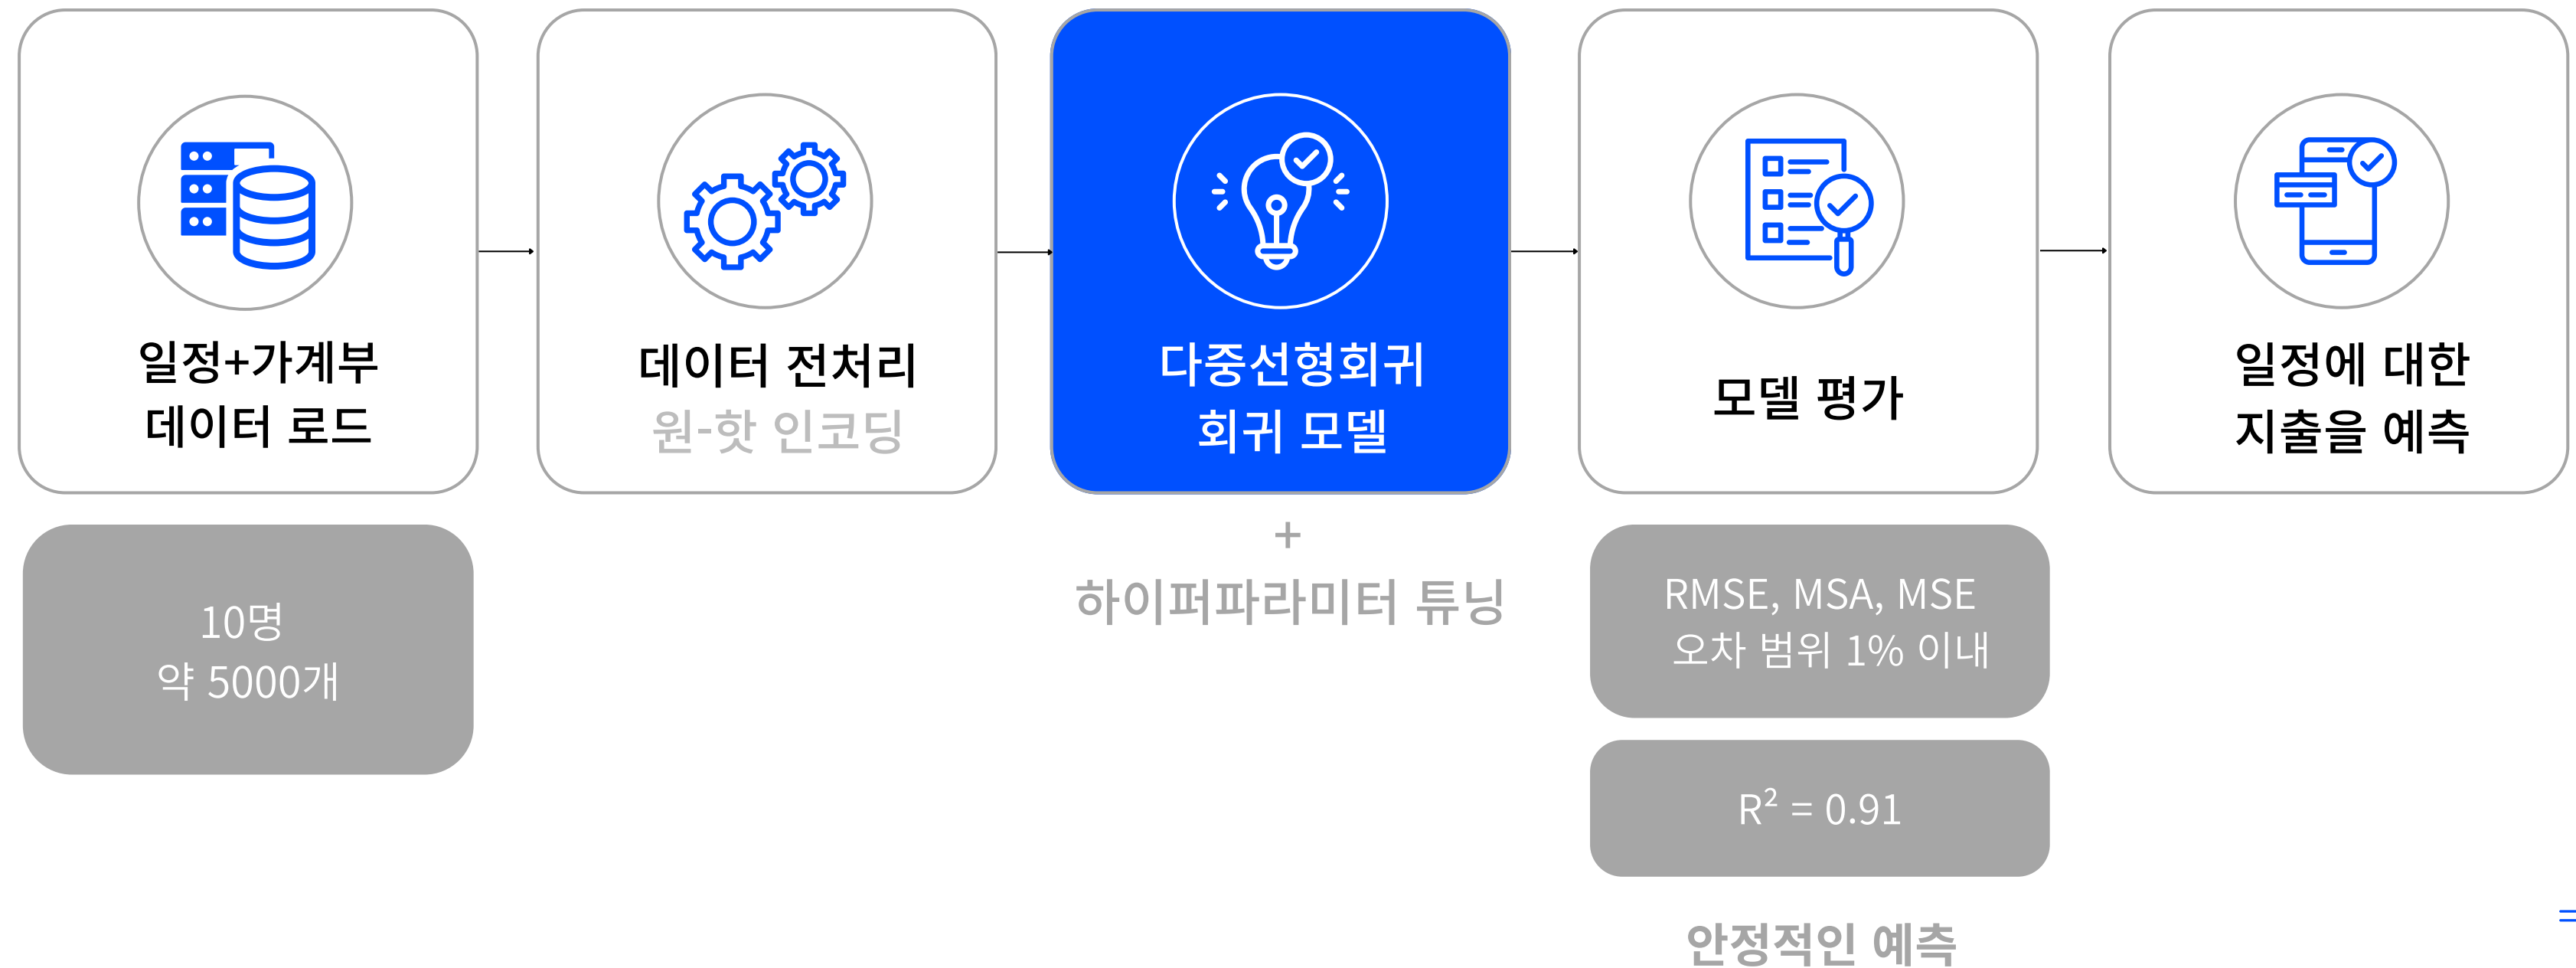 일정+가계부
데이터 로드
데이터 전처리
원-핫 인코딩
다중선형회귀
회귀 모델
모델 평가
일정에 대한
지출을 예측
10명
약 5000개
+
하이퍼파라미터 튜닝
RMSE, MSA, MSE
오차 범위 1% 이내
R² = 0.91
안정적인 예측
=